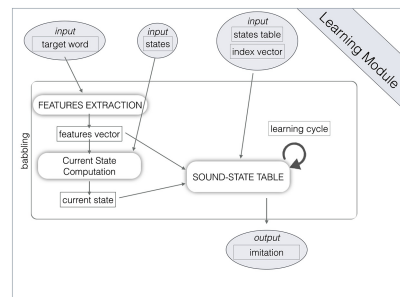 Learning Module
input
target word
input
states
input
states table
index vector
babbling
FEATURES EXTRACTION
features vector
learning cycle
Current State
Computation
SOUND-STATE TABLE
current state
output
imitation